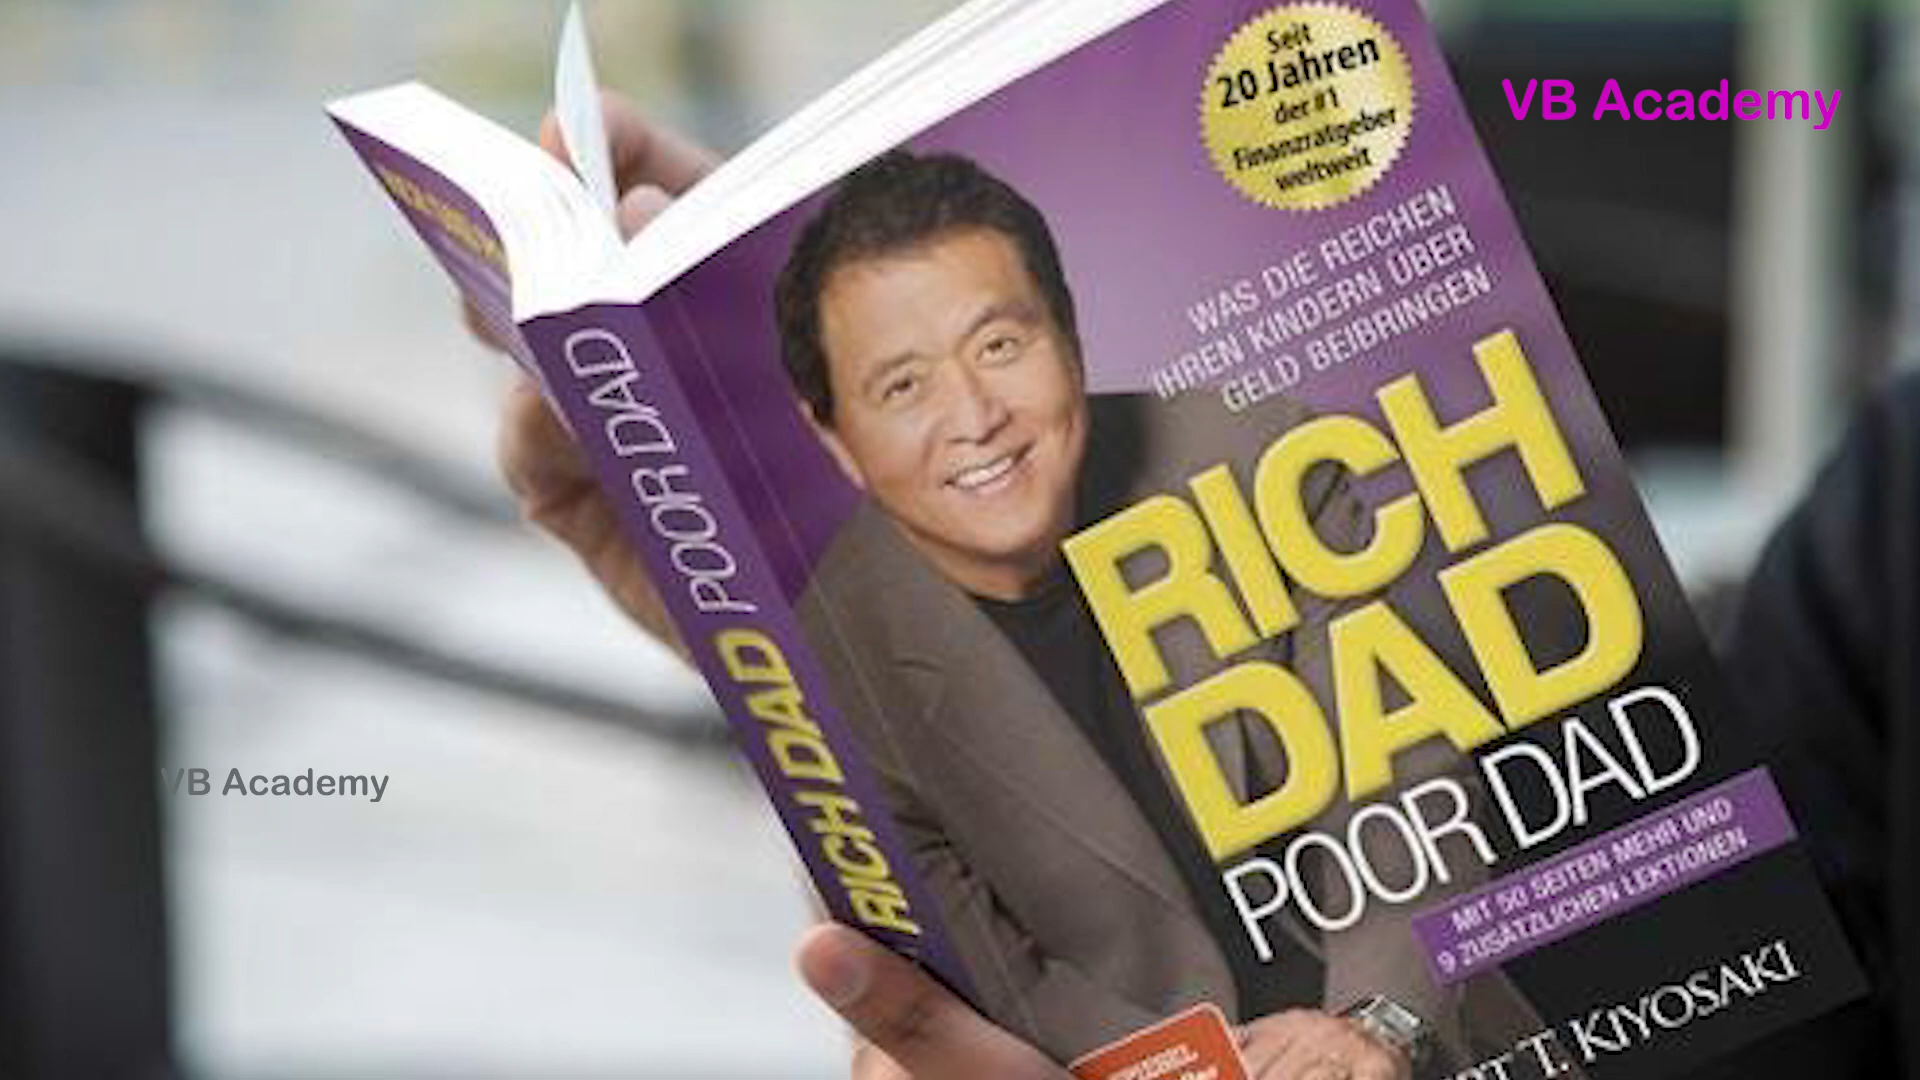 VB Academy
Seit
20 Jahren
der #1
Finanzratgeber
weltweit
WAS DIE REICHEN
IHREN KINDERN ÜBER
GELD BEIBRINGEN
RICH
DAD
POOR DAD
MIT 50 SEITEN MEHR UND
9 ZUSÄTZLICHEN LEKTIONEN
T. KIYOSAKI
RICH DAD POOR DAD
VB Academy